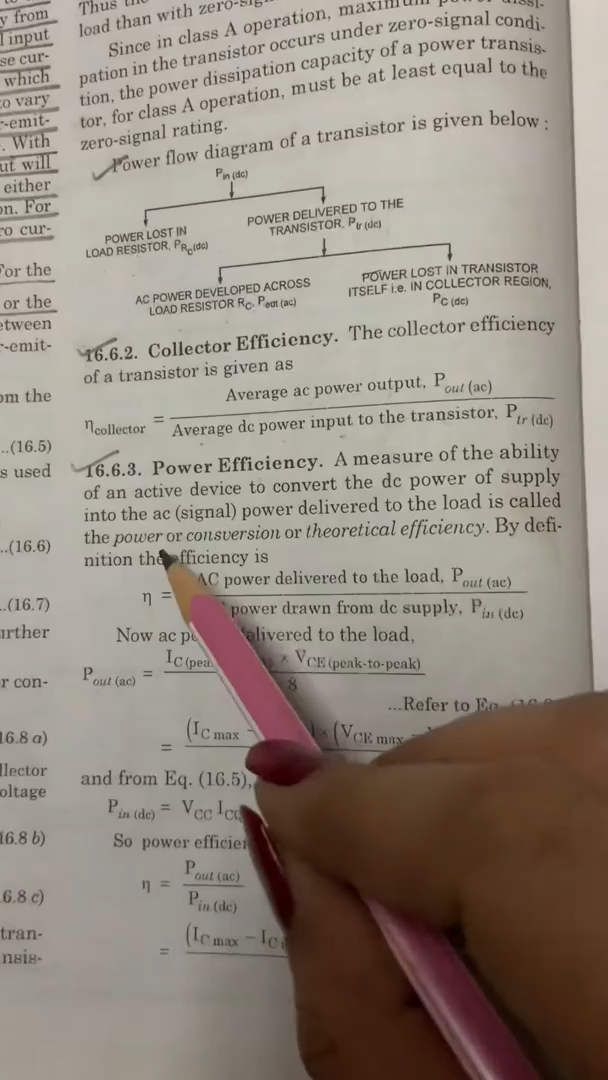 y from
l input
se cur-
which
to vary
r-emit-
. With
ut will
either
on. For
ro cur-
For the
or the
etween
r-emit-
om the
..(16.5)
s used
..(16.6)
..(16.7)
urther
r con-
16.8 a)
llector
oltage
16.8 b)
6.8 c)
tran-
nsis-
Thus
load than with
Since in class A operation,
pation in the transistor occurs under zero-signal condi-
tion, the power dissipation capacity of a power transis-
tor, for class A operation, must be at least equal to the
zero-signal rating.
Power flow diagram of a transistor is given below :
Pin (dc)
POWER LOST IN
LOAD RESISTOR, PRC(dc)
POWER DELIVERED TO THE
TRANSISTOR, Ptr (dc)
AC POWER DEVELOPED ACROSS
LOAD RESISTOR RC, Pout (ac)
POWER LOST IN TRANSISTOR
ITSELF i.e. IN COLLECTOR REGION,
PC (dc)
16.6.2. Collector Efficiency. The collector efficiency
of a transistor is given as
ηcollector = Average ac power output, Pout (ac)
Average dc power input to the transistor, Ptr (dc)
16.6.3. Power Efficiency. A measure of the ability
of an active device to convert the dc power of supply
into the ac (signal) power delivered to the load is called
the power or consversion or theoretical efficiency. By defi-
nition the efficiency is
η = AC power delivered to the load, Pout (ac)
power drawn from dc supply, Pin (dc)
Now ac delivered to the load,
Pout (ac) = × VCE (peak-to-peak)
8
...Refer to
= (IC max − × (VCE max
and from Eq. (16.5),
Pin (dc) = VCC
So power
η = Pout (ac)
Pin (dc)
= (IC max −